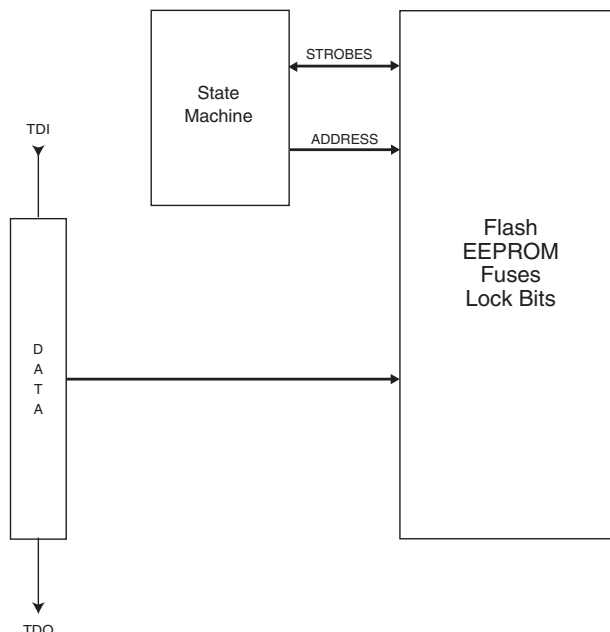 STROBES
State
Machine
ADDRESS
TDI
Flash
EEPROM
Fuses
Lock Bits
D
A
T
A
TDO